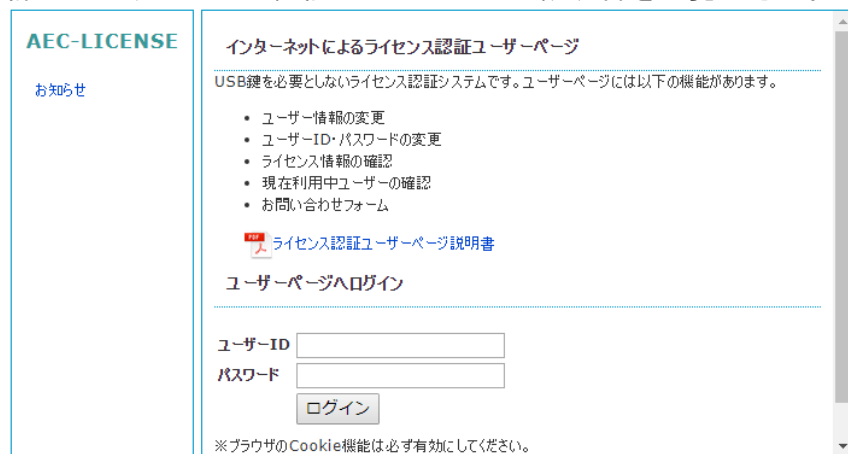 AEC-LICENSE
お知らせ
インターネットによるライセンス認証ユーザーページ
USB鍵を必要としないライセンス認証システムです。ユーザーページには以下の機能があります。
• ユーザー情報の変更
• ユーザーID・パスワードの変更
• ライセンス情報の確認
• 現在利用中ユーザーの確認
• お問い合わせフォーム
PDF ライセンス認証ユーザーページ説明書
ユーザーページへログイン
ユーザーID
パスワード
ログイン
※ブラウザのCookie機能は必ず有効にしてください。